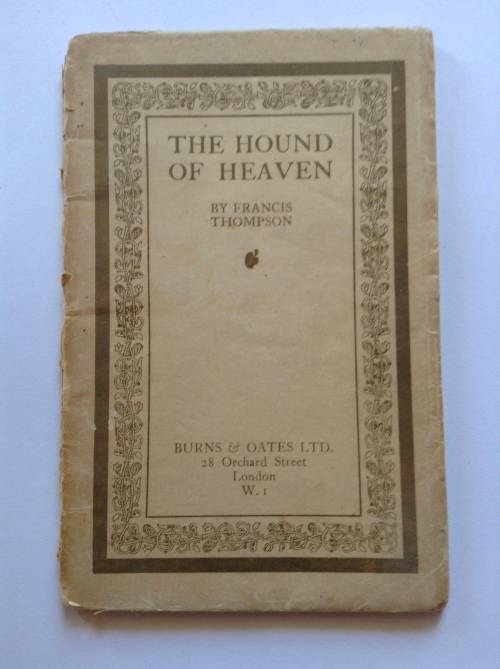 THE HOUND
OF HEAVEN
BY FRANCIS
THOMPSON
BURNS & OATES LTD.
28 Orchard Street
London
W. 1